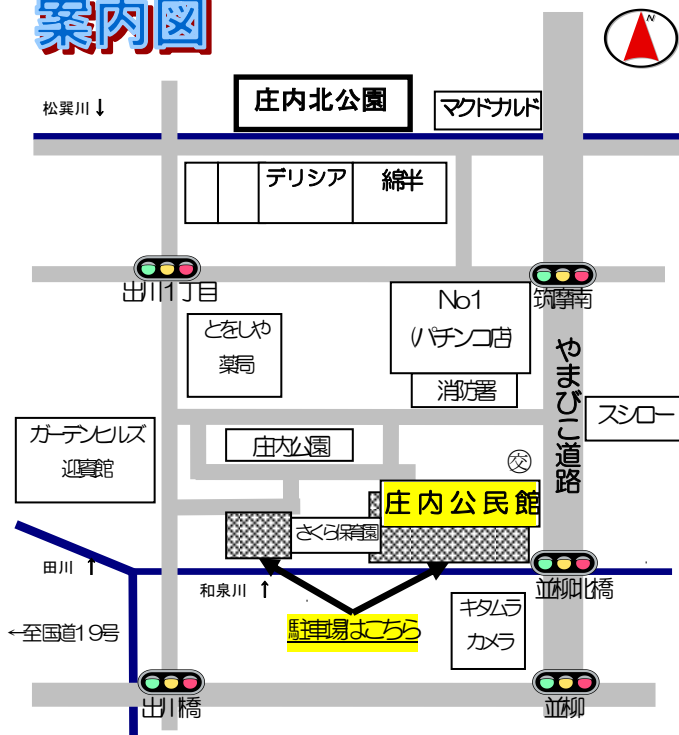 案内図
N
松巽川↓
庄内北公園
マクドナルド
デリシア
綿半
出川1丁目
筑摩南
とをしや
薬局
No1
(パチンコ店)
消防署
やまびこ道路
スシロー
ガーデンヒルズ
迎賓館
庄内公園
交
庄内公民館
さくら保育園
田川 ↑
和泉川 ↑
並柳北橋
←至国道19号
駐車場はこちら
キタムラ
カメラ
出川橋
並柳